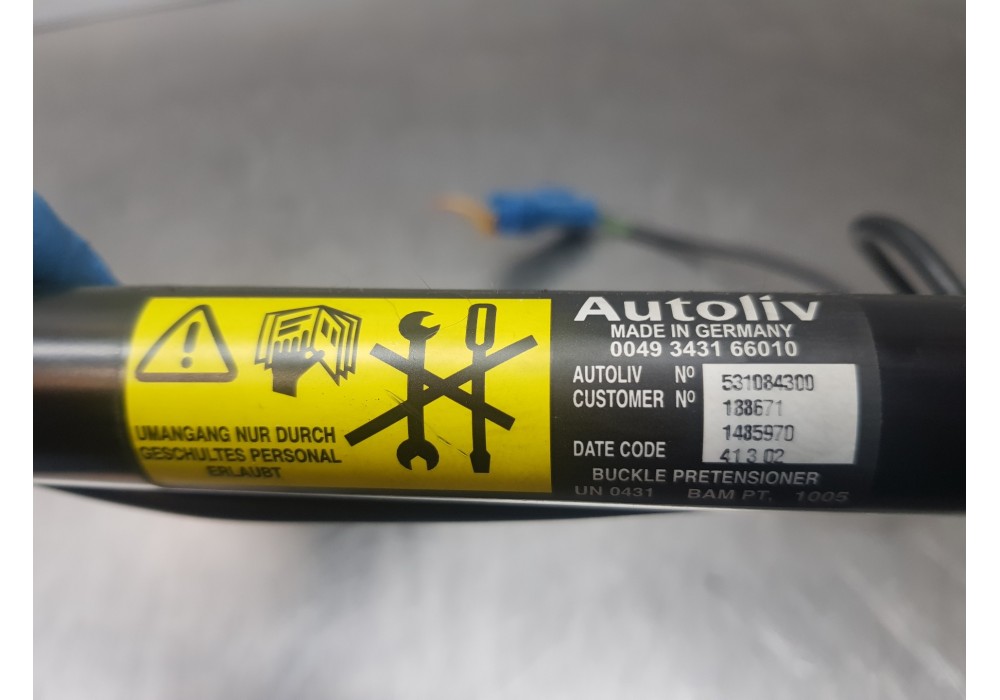 UMANGANG NUR DURCH
GESCHULTES PERSONAL
ERLAUBT
Autoliv
MADE IN GERMANY
0049 3431 66010
AUTOLIV Nº 531084300
CUSTOMER Nº 188671
1485970
DATE CODE 41 3 02
BUCKLE PRETENSIONER
UN 0431 BAM PT, 1005